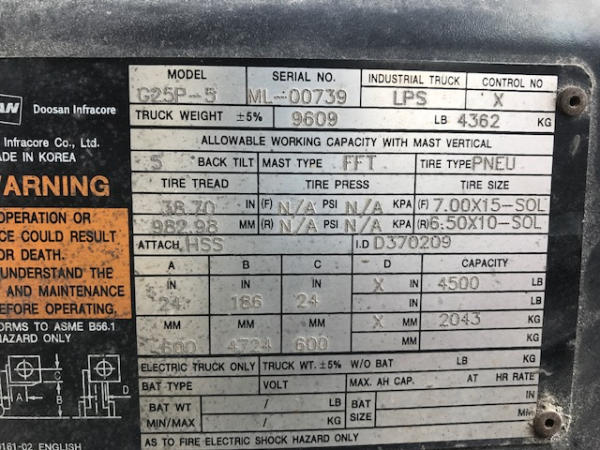 AN Doosan Infracore
Infracore Co., Ltd.
DE IN KOREA
ARNING
OPERATION OR
CE COULD RESULT
OR DEATH.
UNDERSTAND THE
AND MAINTENANCE
EFORE OPERATING.
ORMS TO ASME B56.1
HAZARD ONLY
A B C D
161-02 ENGLISH
MODEL SERIAL NO. INDUSTRIAL TRUCK CONTROL NO
G25P-5 ML-00739 LPS X
TRUCK WEIGHT ±5% 9609 LB 4362 KG
ALLOWABLE WORKING CAPACITY WITH MAST VERTICAL
5 BACK TILT MAST TYPE FFT TIRE TYPE PNEU
TIRE TREAD TIRE PRESS TIRE SIZE
38.70 IN (F) N/A PSI N/A KPA (F) 7.00X15-SOL
982.98 MM (R) N/A PSI N/A KPA (R) 6.50X10-SOL
ATTACH. HSS I.D D370209
A B C D CAPACITY
IN IN IN X IN 4500 LB
24 186 24 LB
MM MM MM X MM 2043 KG
600 4724 600 KG
ELECTRIC TRUCK ONLY TRUCK WT. ±5% W/O BAT LB KG
BAT TYPE VOLT MAX. AH CAP. AT HR RATE
BAT WT / LB BAT IN
MIN/MAX / KG SIZE MM
AS TO FIRE ELECTRIC SHOCK HAZARD ONLY